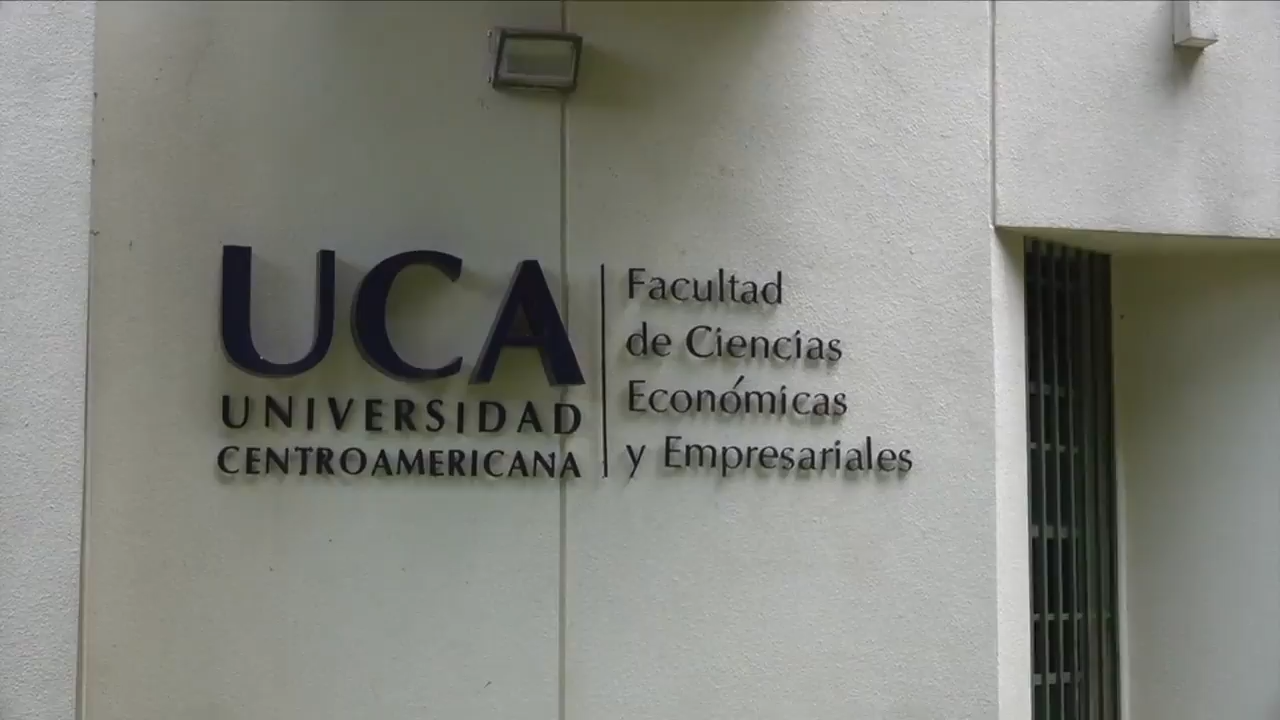 UCA
UNIVERSIDAD
CENTROAMERICANA
Facultad
de Ciencias
Económicas
y Empresariales